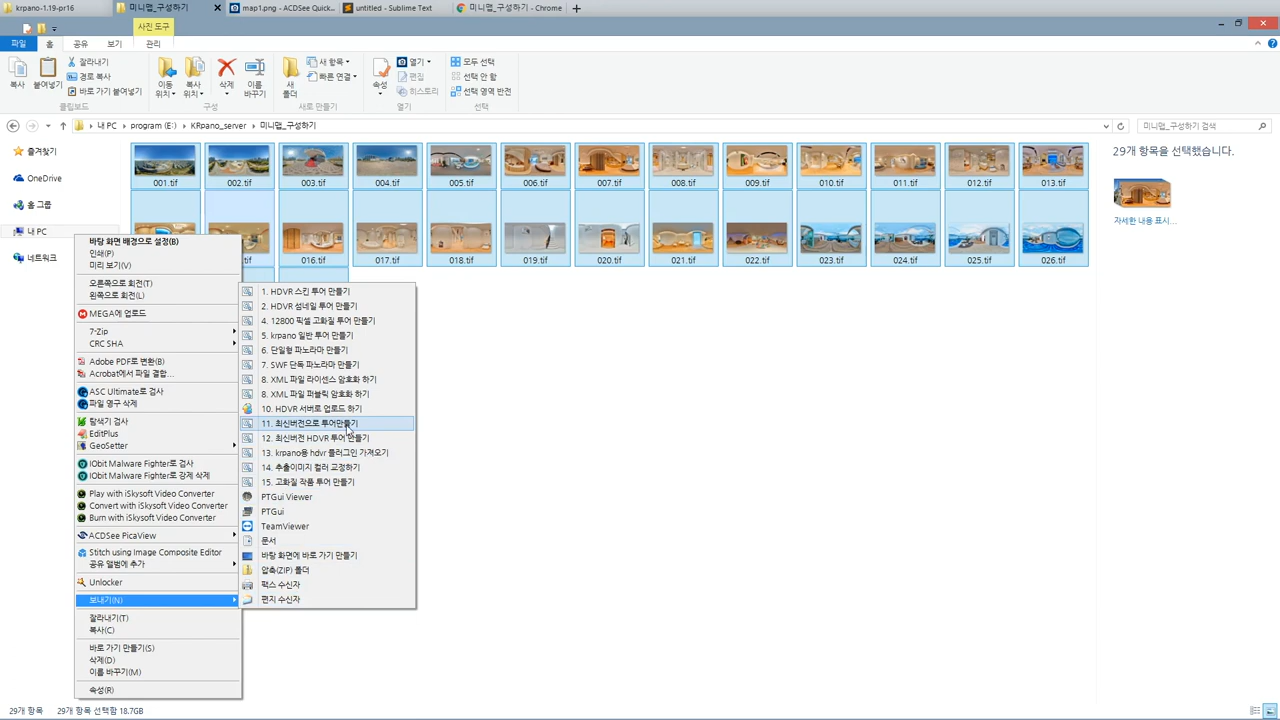 krpano-1.19-pr16
미니맵_구성하기
map1.png - ACDSee Quick...
untitled - Sublime Text
미니맵_구성하기 - Chrome
사진 도구
파일
홈
공유
보기
관리
복사
붙여넣기
잘라내기
경로 복사
바로 가기 붙여넣기
클립보드
이동 위치
복사 위치
삭제
이름 바꾸기
구성
새 폴더
새 항목
빠른 연결
새로 만들기
속성
열기
편집
히스토리
열기
모두 선택
선택 안 함
선택 영역 반전
선택
내 PC
program (E:)
KRpano_server
미니맵_구성하기
미니맵_구성하기 검색
즐겨찾기
OneDrive
홈 그룹
내 PC
네트워크
001.tif 002.tif 003.tif 004.tif 005.tif 006.tif 007.tif 008.tif 009.tif 010.tif 011.tif 012.tif 013.tif
016.tif 017.tif 018.tif 019.tif 020.tif 021.tif 022.tif 023.tif 024.tif 025.tif 026.tif
29개 항목을 선택했습니다.
자세한 내용 표시...
바탕 화면 배경으로 설정(B)
인쇄(P)
미리 보기(V)
오른쪽으로 회전(T)
왼쪽으로 회전(L)
MEGA에 업로드
7-Zip
CRC SHA
Adobe PDF로 변환(B)
Acrobat에서 파일 결합...
ASC Ultimate로 검사
파일 영구 삭제
탐색기 검사
EditPlus
GeoSetter
IObit Malware Fighter로 검사
IObit Malware Fighter로 강제 삭제
Play with iSkysoft Video Converter
Convert with iSkysoft Video Converter
Burn with iSkysoft Video Converter
ACDSee PicaView
Stitch using Image Composite Editor
공유 앨범에 추가
Unlocker
보내기(N)
잘라내기(T)
복사(C)
바로 가기 만들기(S)
삭제(D)
이름 바꾸기(M)
속성(R)
1. HDVR 스킨 투어 만들기
2. HDVR 섬네일 투어 만들기
4. 12800 픽셀 고화질 투어 만들기
5. krpano 일반 투어 만들기
6. 단일형 파노라마 만들기
7. SWF 단독 파노라마 만들기
8. XML 파일 라이센스 암호화 하기
8. XML 파일 퍼블릭 암호화 하기
10. HDVR 서버로 업로드 하기
11. 최신버전으로 투어만들기
12. 최신버전 HDVR 투어 만들기
13. krpano용 hdvr 플러그인 가져오기
14. 추출이미지 컬러 교정하기
15. 고화질 작품 투어 만들기
PTGui Viewer
PTGui
TeamViewer
문서
바탕 화면에 바로 가기 만들기
압축(ZIP) 폴더
팩스 수신자
편지 수신자
29개 항목
29개 항목 선택함 18.7GB